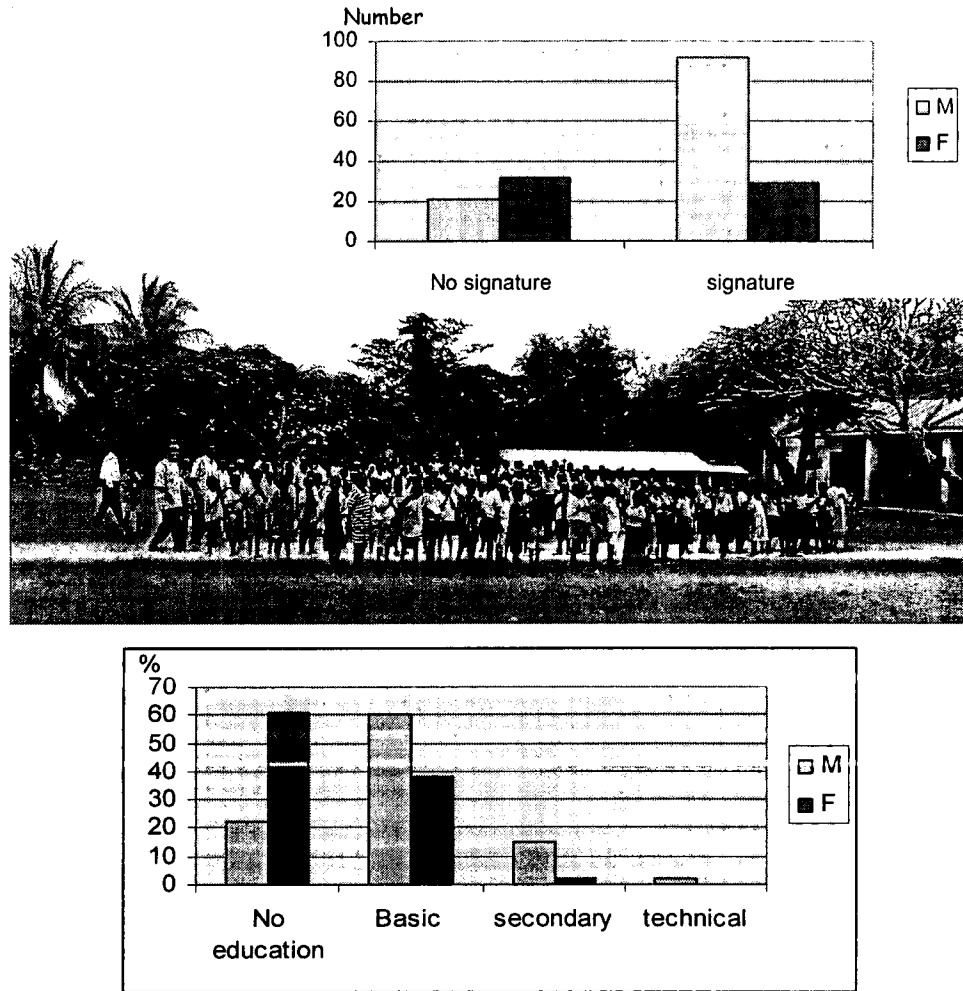 Number
100
80
60
40
20
0
No signature
signature
M
F
%
70
60
50
40
30
20
10
0
No education
Basic
secondary
technical
M
F